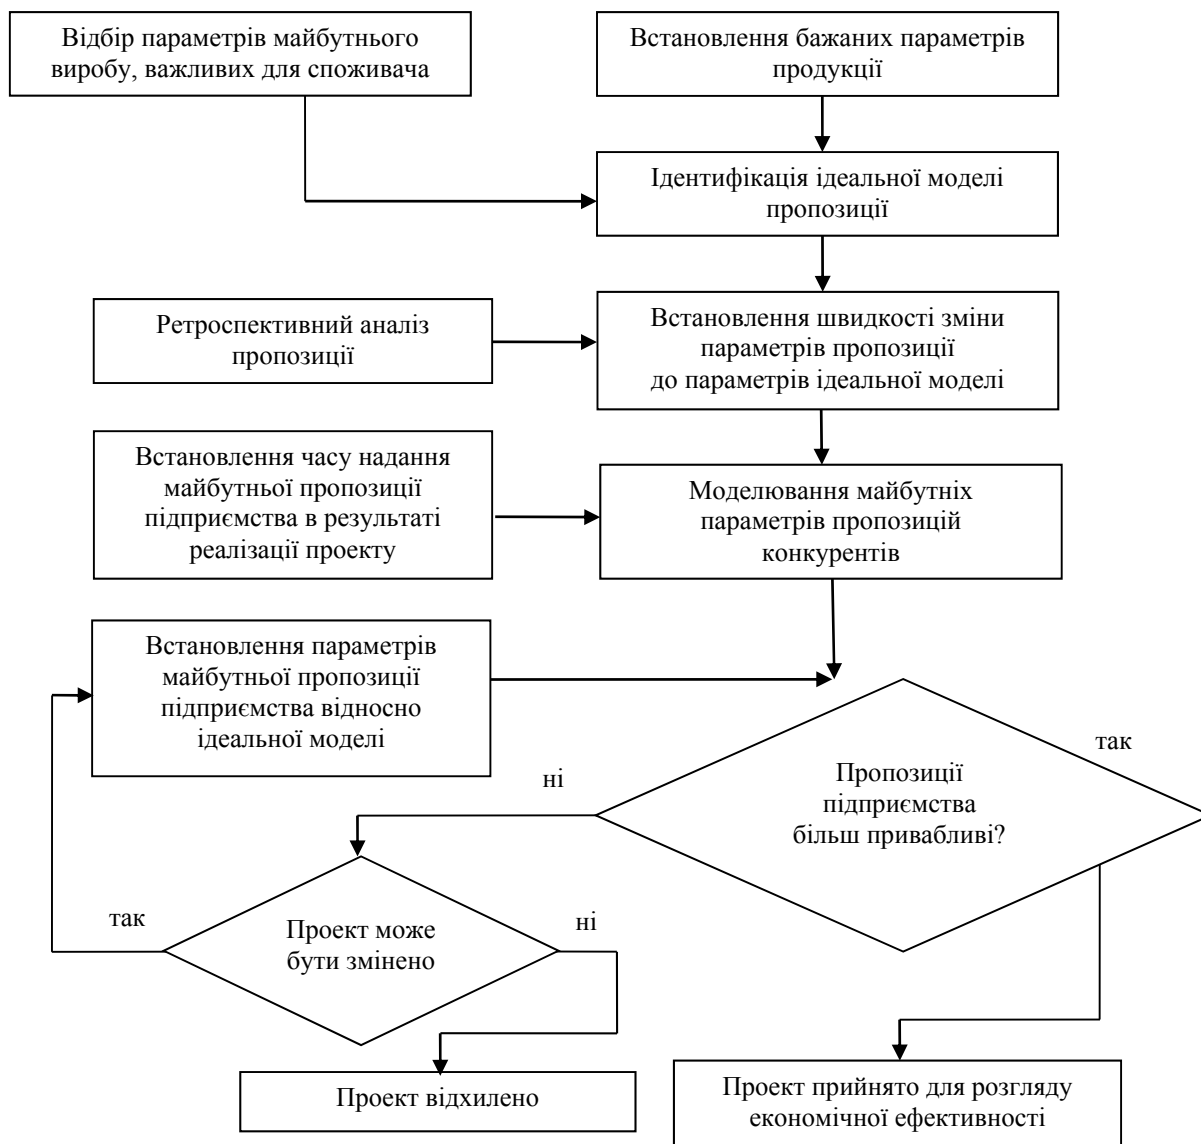 Відбір параметрів майбутнього
виробу, важливих для споживача
Встановлення бажаних параметрів
продукції
Ідентифікація ідеальної моделі
пропозиції
Ретроспективний аналіз
пропозиції
Встановлення швидкості зміни
параметрів пропозиції
до параметрів ідеальної моделі
Встановлення часу надання
майбутньої пропозиції
підприємства в результаті
реалізації проекту
Моделювання майбутніх
параметрів пропозицій
конкурентів
Встановлення параметрів
майбутньої пропозиції
підприємства відносно
ідеальної моделі
ні
так
Пропозиції
підприємства
більш привабливі?
так
Проект може
бути змінено
ні
Проект відхилено
Проект прийнято для розгляду
економічної ефективності